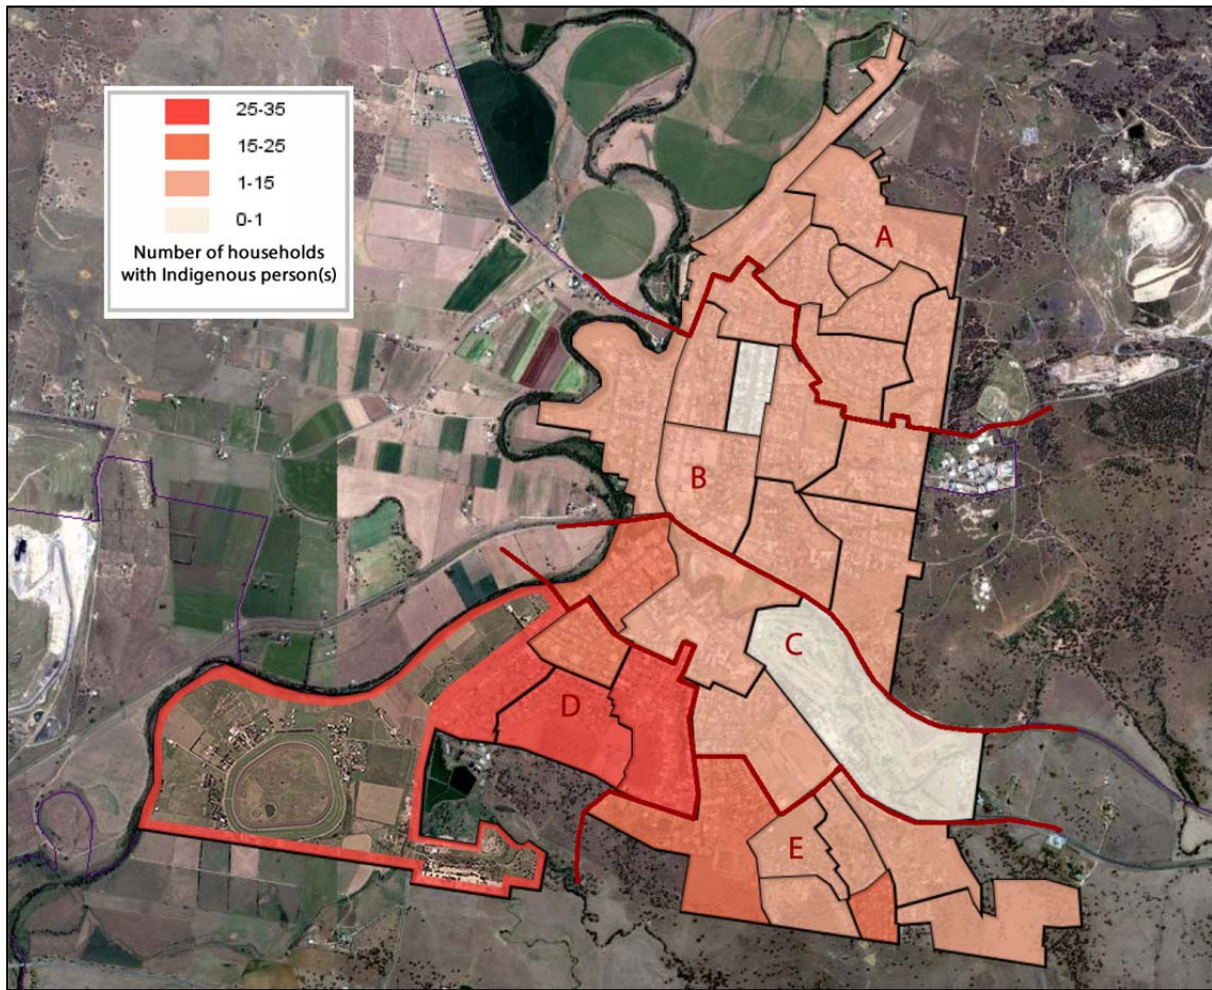 25-35
15-25
1-15
0-1
Number of households
with Indigenous person(s)
A
B
C
D
E